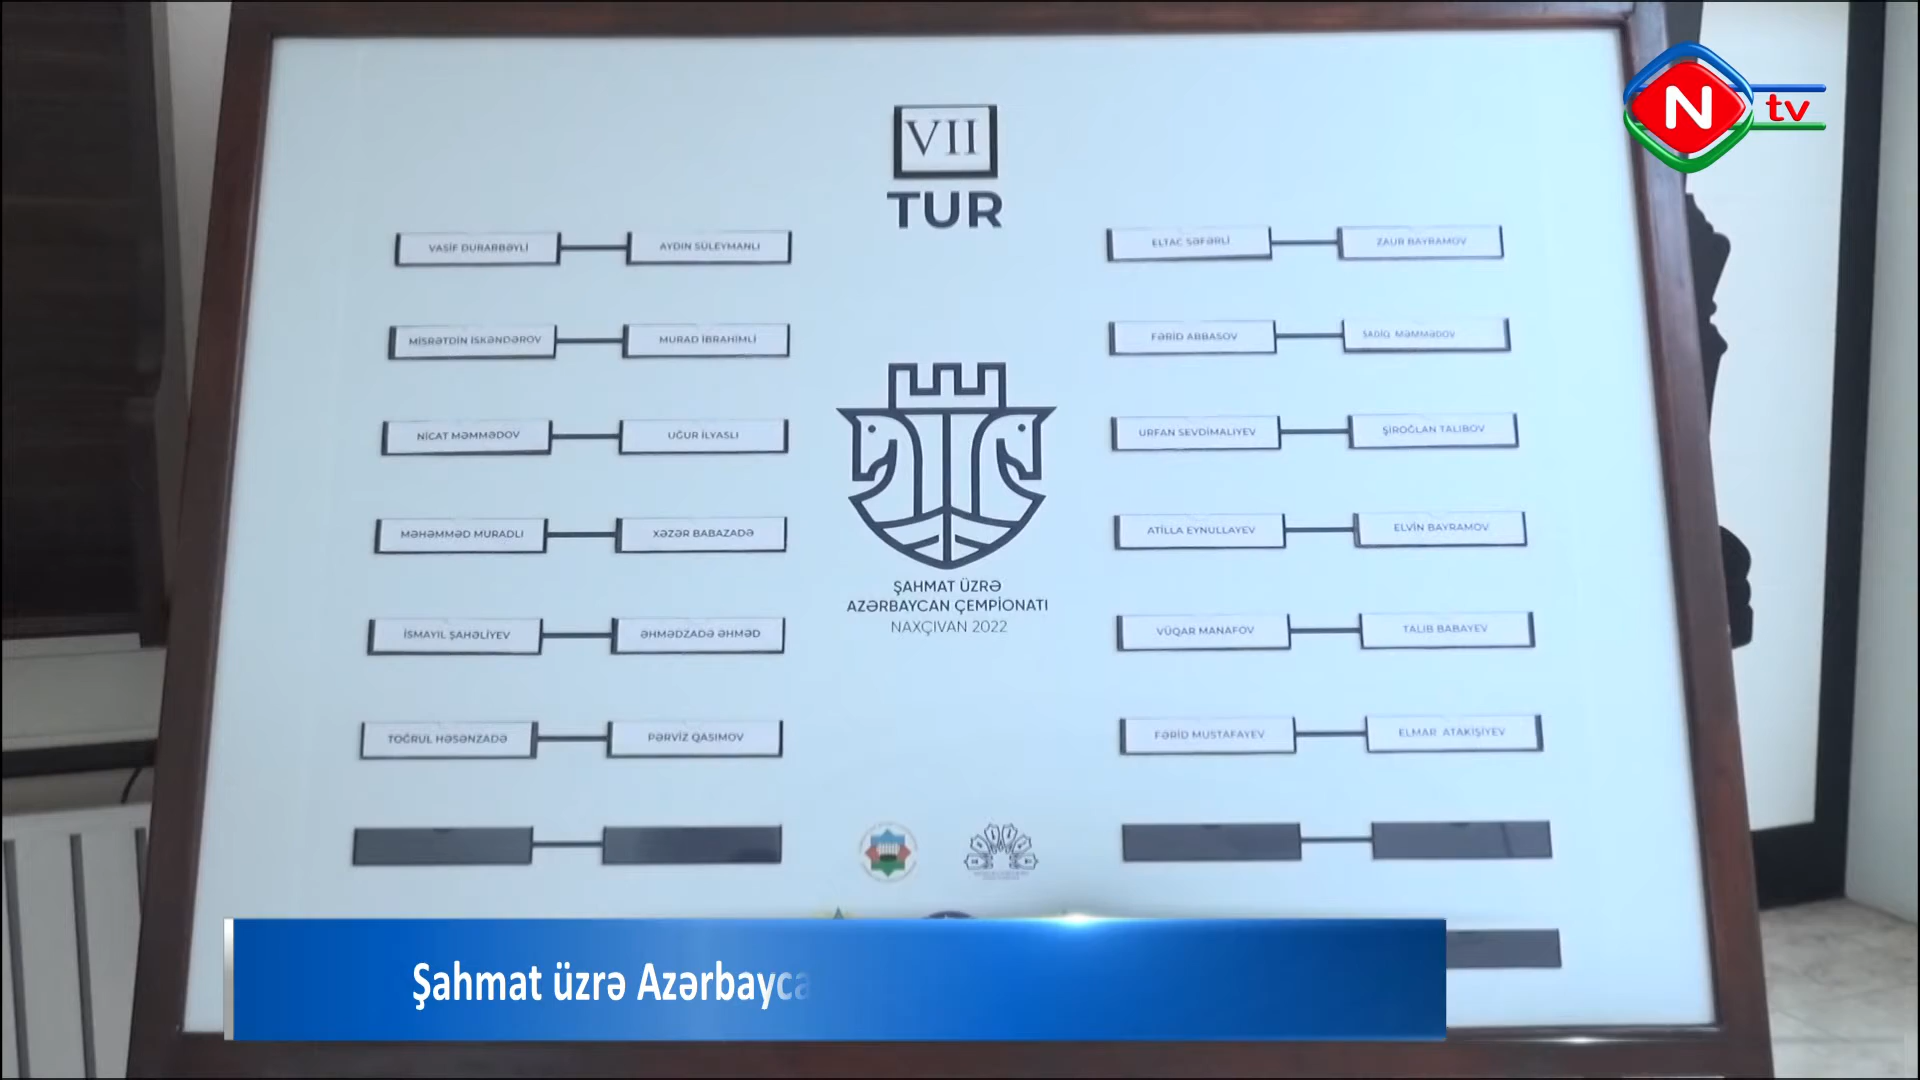 N tv
VII
TUR
VASİF DURARBƏYLİ AYDIN SÜLEYMANLI
MİSRƏTDİN İSKƏNDƏROV MURAD İBRAHİMLİ
NİCAT MƏMMƏDOV UĞUR İLYASLI
MƏHƏMMƏD MURADLI XƏZƏR BABAZADƏ
İSMAYIL ŞAHƏLİYEV ƏHMƏDZADƏ ƏHMƏD
TOĞRUL HƏSƏNZADƏ PƏRVİZ QASIMOV
ŞAHMAT ÜZRƏ
AZƏRBAYCAN ÇEMPİONATI
NAXÇIVAN 2022
ELTAC SƏFƏRLİ ZAUR BAYRAMOV
FƏRİD ABBASOV SADİQ MƏMMƏDOV
URFAN SEVDİMALIYEV ŞİROĞLAN TALIBOV
ATİLLA EYNULLAYEV ELVİN BAYRAMOV
VÜQAR MANAFOV TALIB BABAYEV
FƏRİD MUSTAFAYEV ELMAR ATAKİŞİYEV
Şahmat üzrə Azərbayca